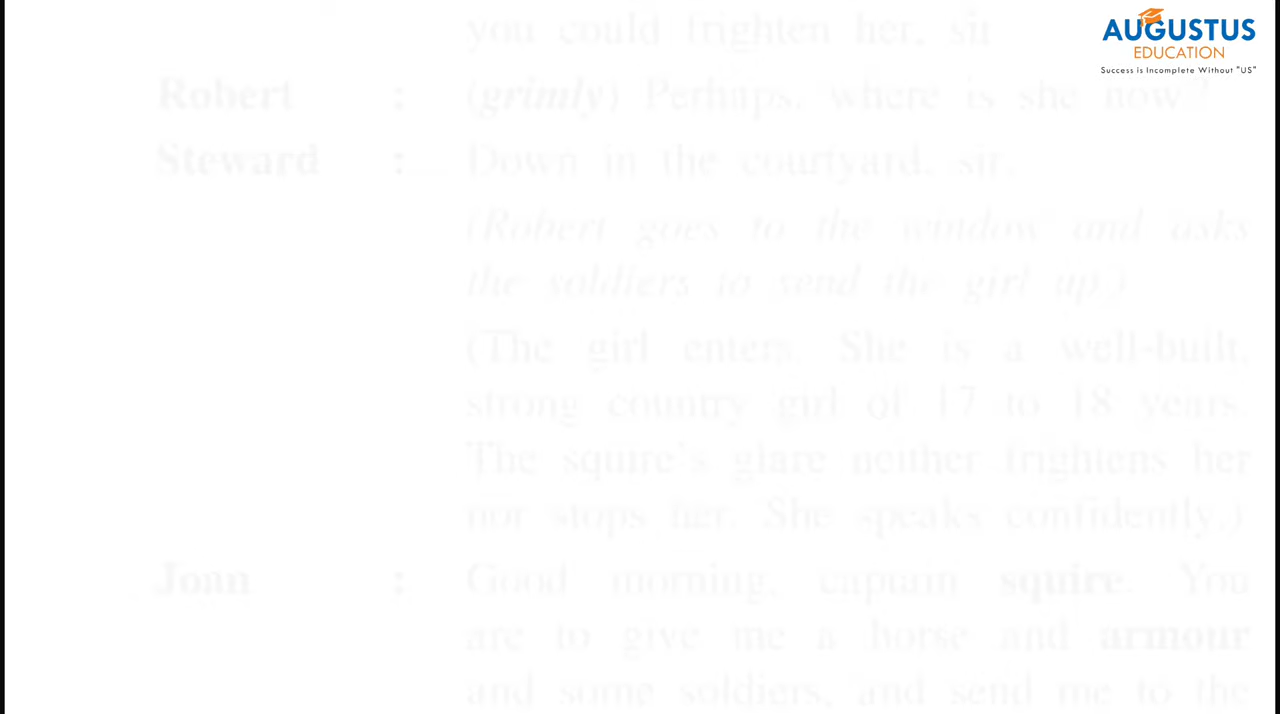 AUGUSTUS
EDUCATION
Success is Incomplete Without "US"
you could frighten her, sir
Robert : (grimly) Perhaps, where is she now?
Steward : Down in the courtyard, sir.
(Robert goes to the window and asks
the soldiers to send the girl up.)
(The girl enters. She is a well-built,
strong country girl of 17 to 18 years.
The squire's glare neither frightens her
nor stops her. She speaks confidently.)
Joan : Good morning, captain squire. You
are to give me a horse and armour
and some soldiers, and send me to the